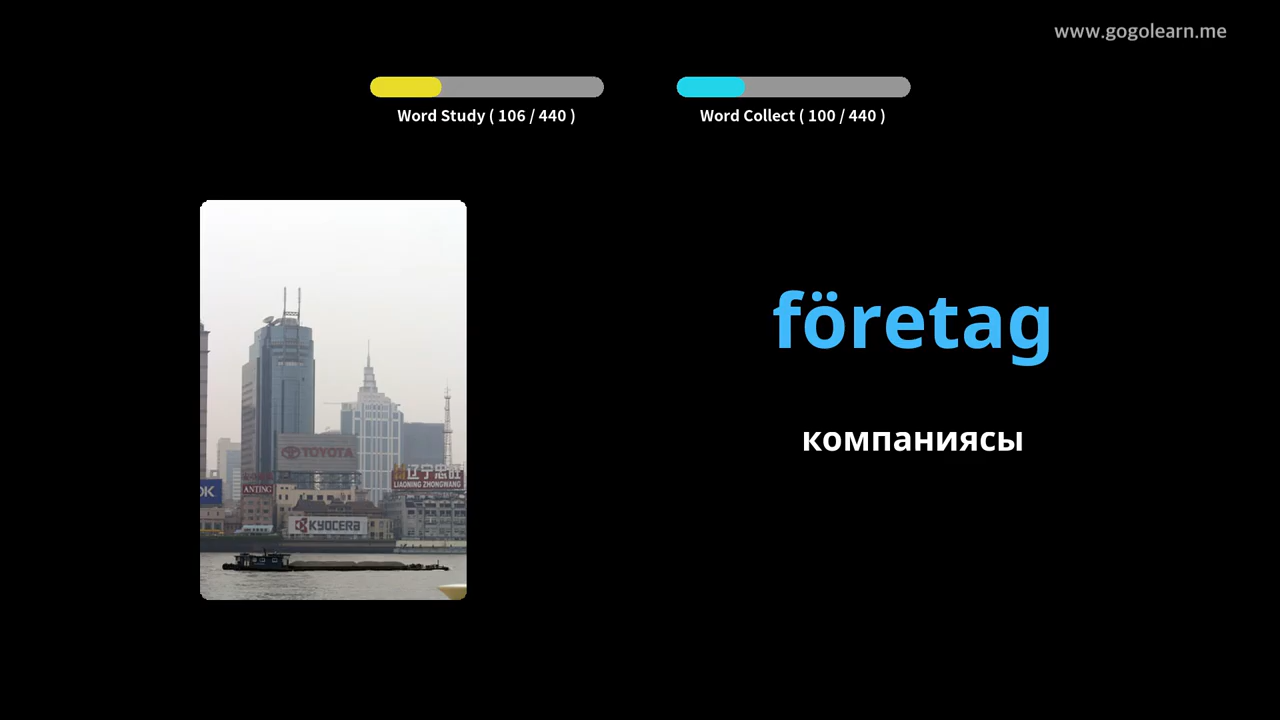 www.gogolearn.me
Word Study ( 106 / 440 )
Word Collect ( 100 / 440 )
företag
компаниясы
TOYOTA
辽宁忠旺
LIAONING ZHONGWANG
OK
ANTING
KYOCERA